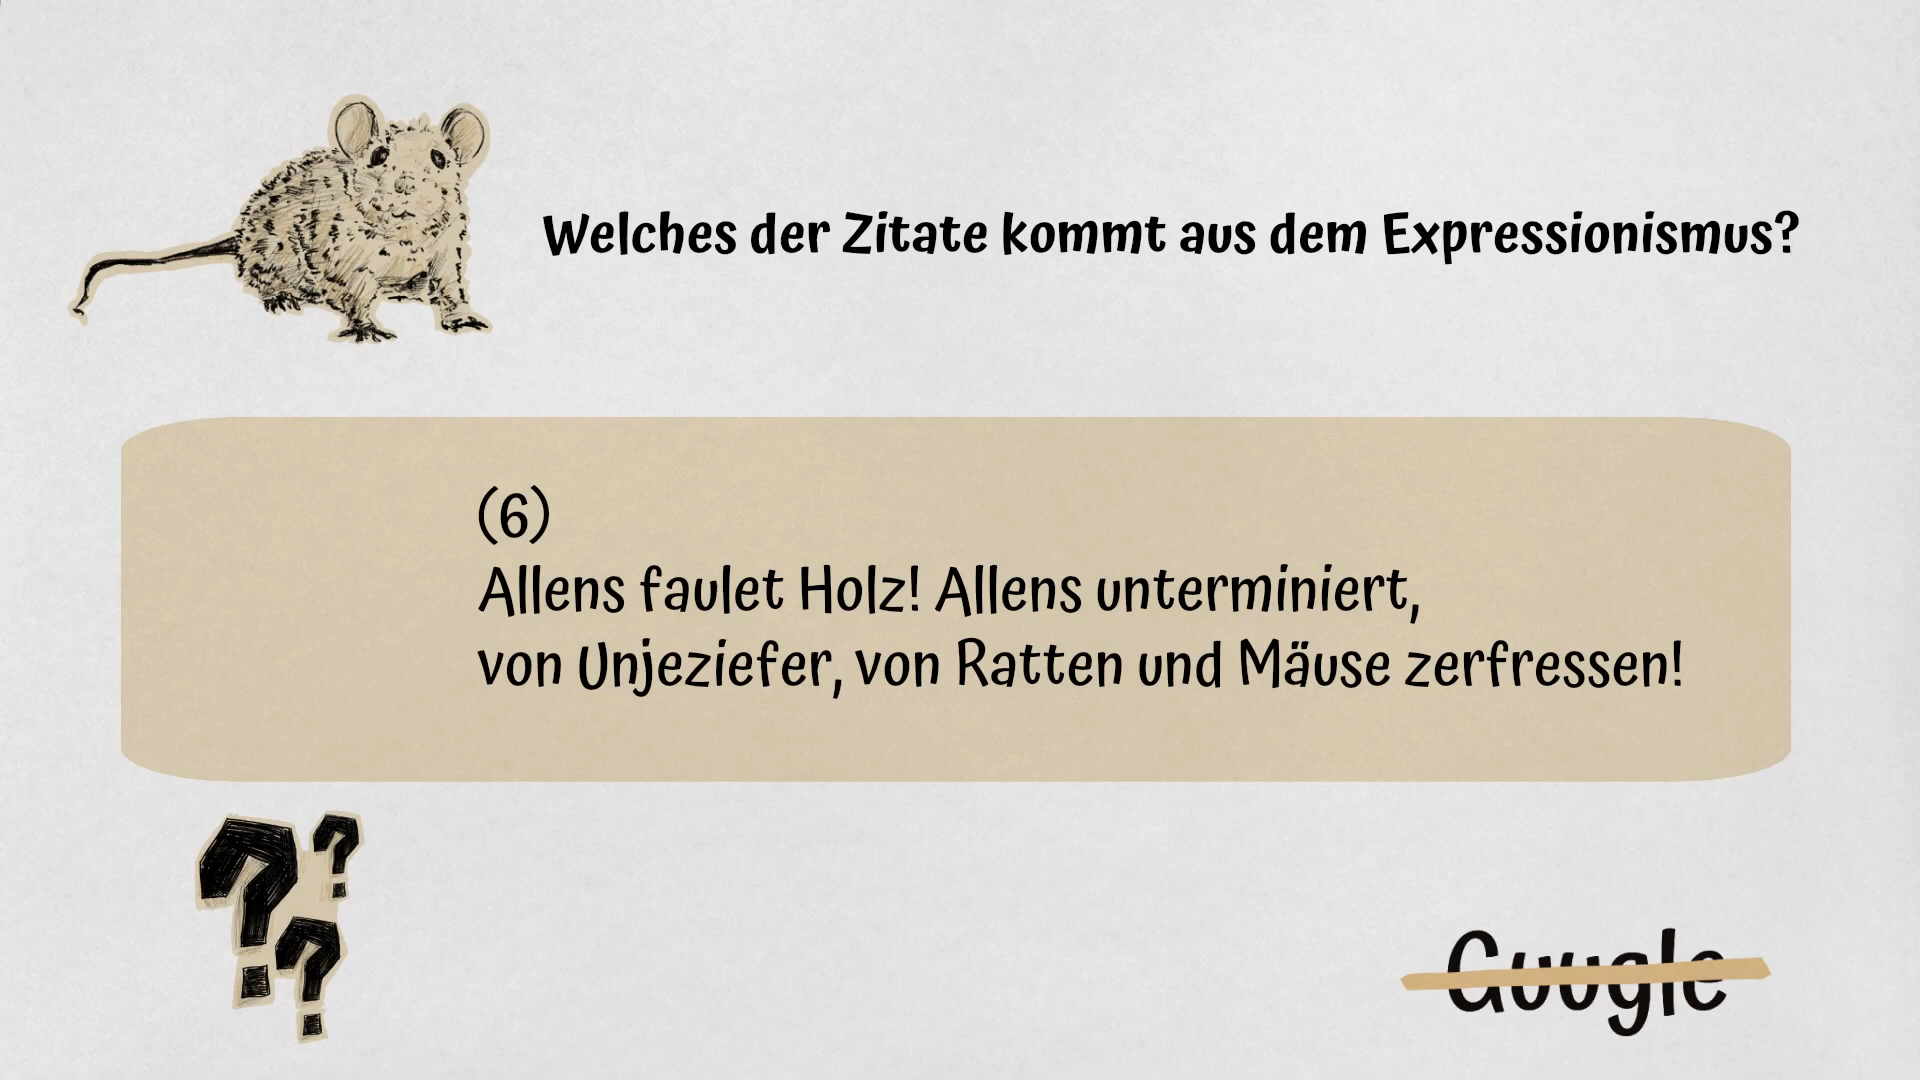 Welches der Zitate kommt aus dem Expressionismus?
(6)
Allens faulet Holz! Allens unterminiert,
von Unjeziefer, von Ratten und Mäuse zerfressen!
Guugle